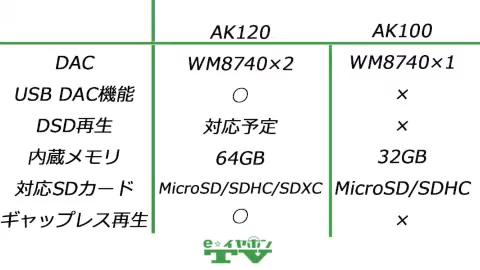 AK120 AK100
DAC WM8740×2 WM8740×1
USB DAC機能 ○ ×
DSD再生 対応予定 ×
内蔵メモリ 64GB 32GB
対応SDカード MicroSD/SDHC/SDXC MicroSD/SDHC
ギャップレス再生 ○ ×
e☆イヤホン
TV